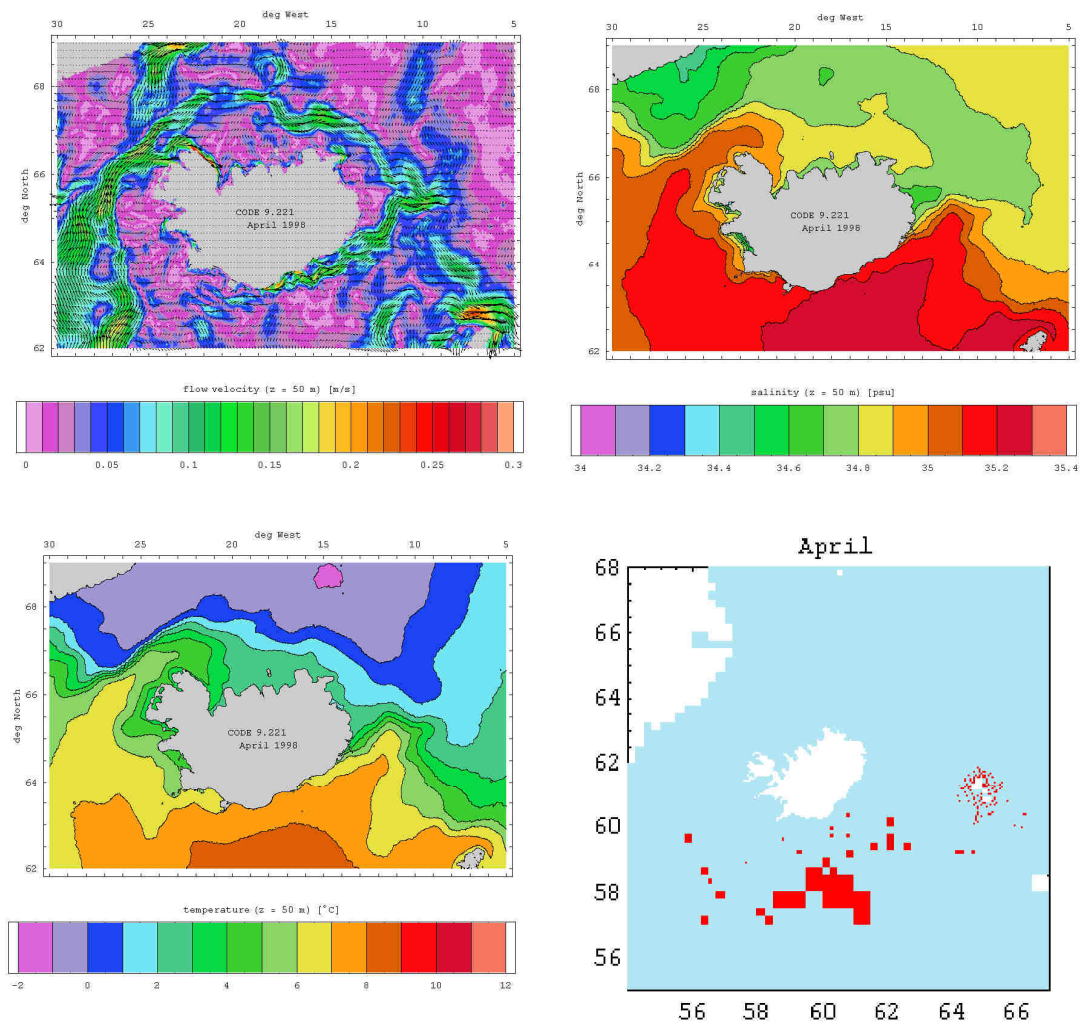 deg West
30 25 20 15 10 5
deg North
68
66
64
62
CODE 9.221
April 1998
flow velocity (z = 50 m) [m/s]
0 0.05 0.1 0.15 0.2 0.25 0.3
deg West
30 25 20 15 10 5
deg North
68
66
64
62
CODE 9.221
April 1998
salinity (z = 50 m) [psu]
34 34.2 34.4 34.6 34.8 35 35.2 35.4
deg West
30 25 20 15 10 5
deg North
68
66
64
62
CODE 9.221
April 1998
temperature (z = 50 m) [°C]
-2 0 2 4 6 8 10 12
April
68
66
64
62
60
58
56
56 58 60 62 64 66